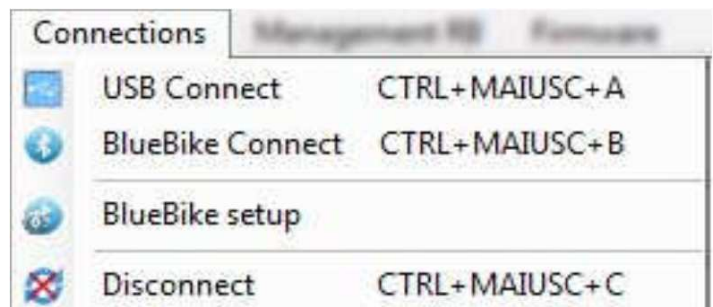 Connections
USB Connect CTRL+MAIUSC+A
BlueBike Connect CTRL+MAIUSC+B
BlueBike setup
Disconnect CTRL+MAIUSC+C